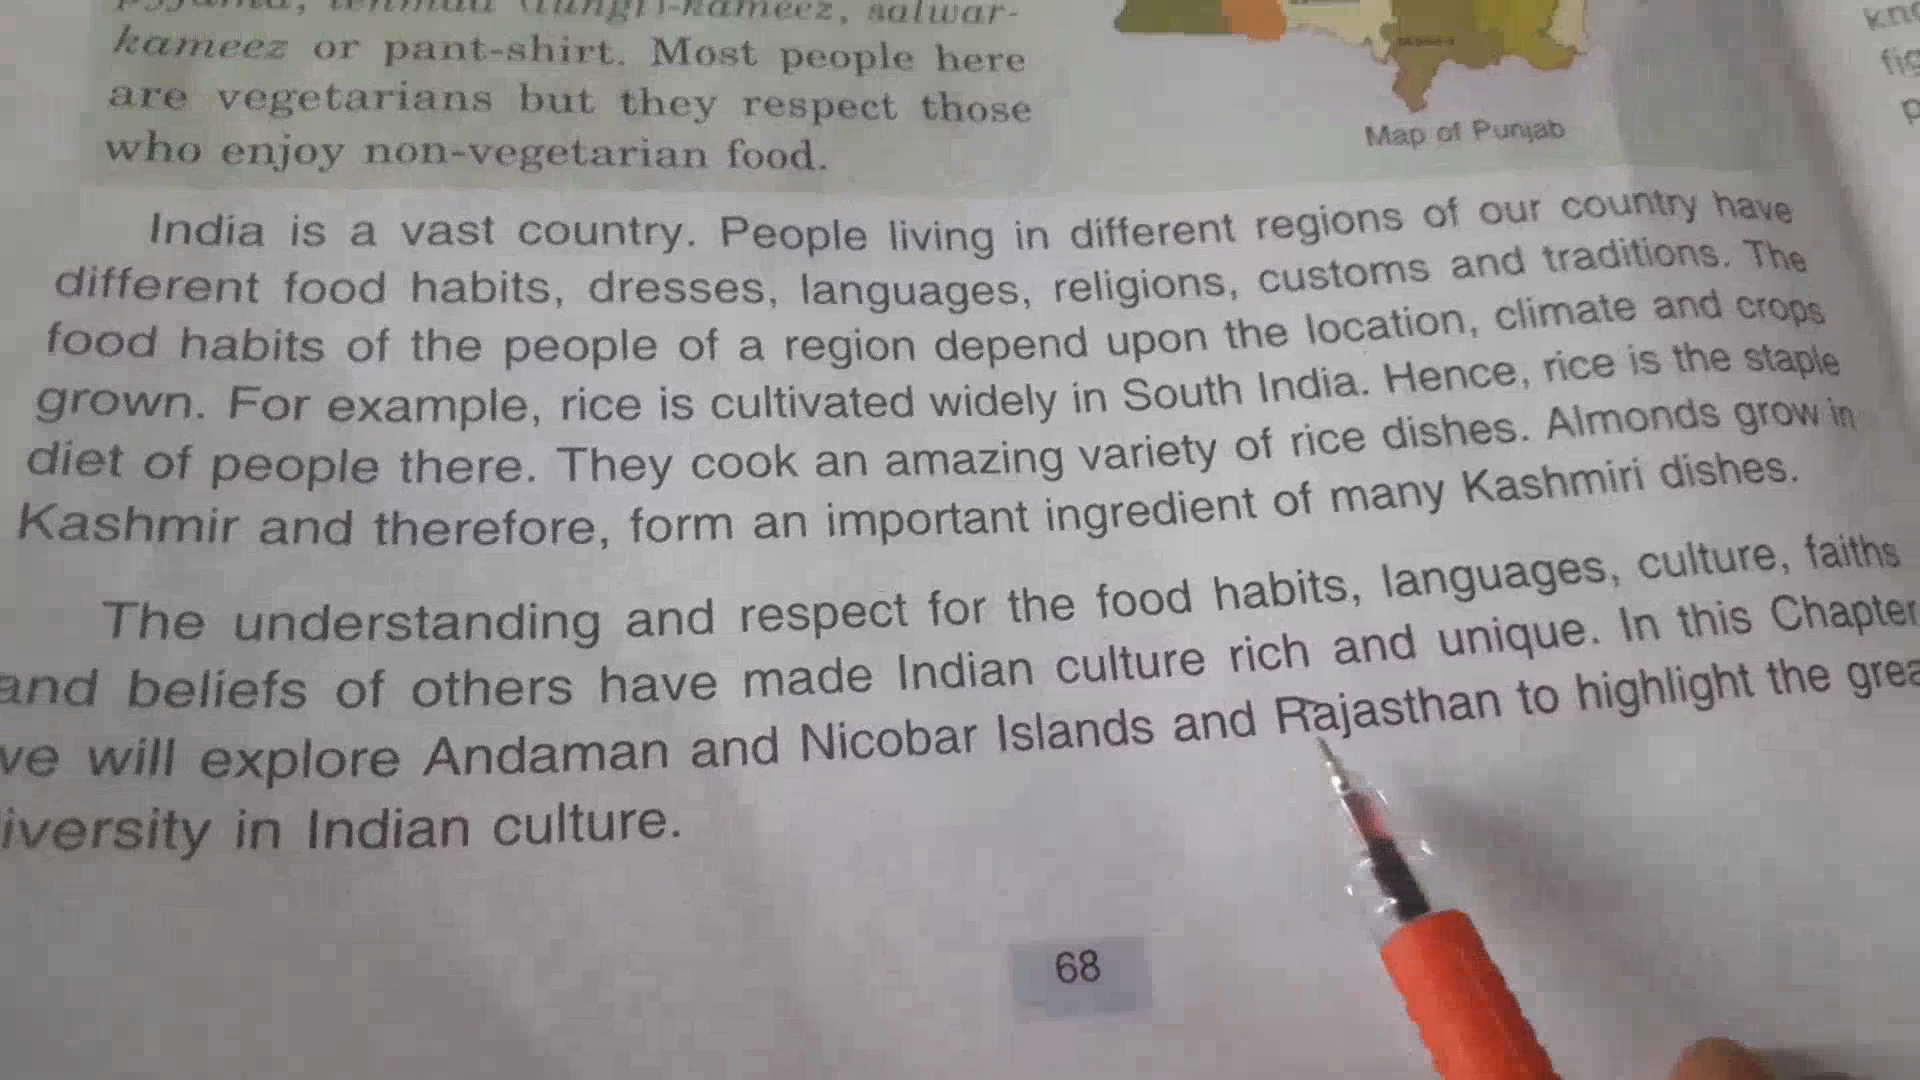 pyjama, tehmad (lungi)-kameez, salwar-
kameez or pant-shirt. Most people here
are vegetarians but they respect those
who enjoy non-vegetarian food.
Map of Punjab
India is a vast country. People living in different regions of our country have
different food habits, dresses, languages, religions, customs and traditions. The
food habits of the people of a region depend upon the location, climate and crops
grown. For example, rice is cultivated widely in South India. Hence, rice is the staple
diet of people there. They cook an amazing variety of rice dishes. Almonds grow in
Kashmir and therefore, form an important ingredient of many Kashmiri dishes.
The understanding and respect for the food habits, languages, culture, faiths
and beliefs of others have made Indian culture rich and unique. In this Chapter
ve will explore Andaman and Nicobar Islands and Rajasthan to highlight the grea
iversity in Indian culture.
68